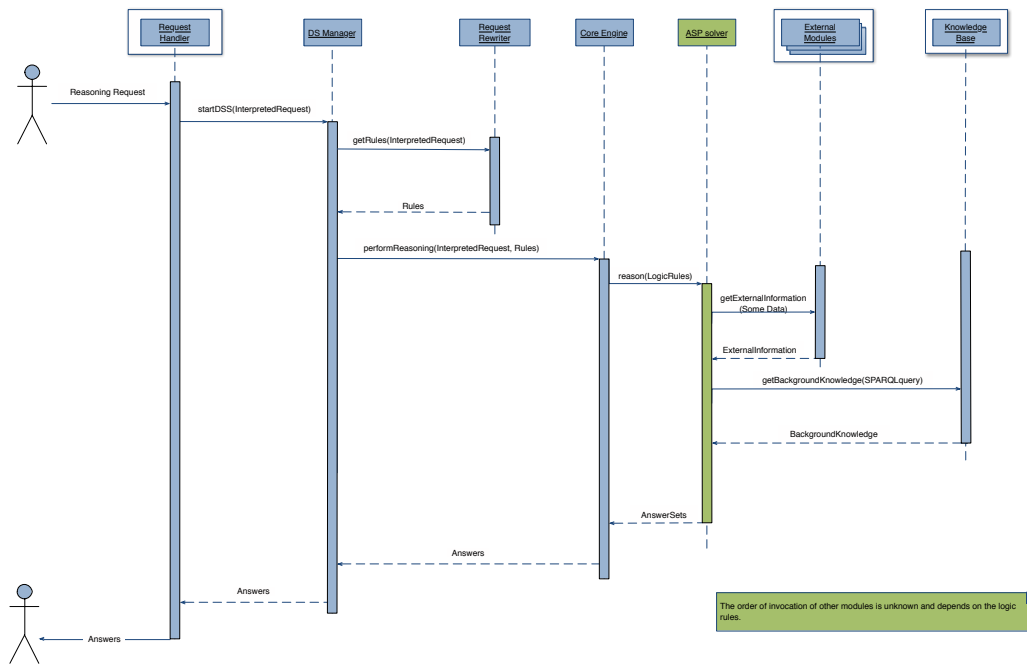 Request
Handler
DS Manager
Request
Rewriter
Core Engine
ASP solver
External
Modules
Knowledge
Base
Reasoning Request
startDSS(InterpretedRequest)
getRules(InterpretedRequest)
Rules
performReasoning(InterpretedRequest, Rules)
reason(LogicRules)
getExternalInformation
(Some Data)
ExternalInformation
getBackgroundKnowledge(SPARQLquery)
BackgroundKnowledge
AnswerSets
Answers
Answers
The order of invocation of other modules is unknown and depends on the logic
rules.
Answers